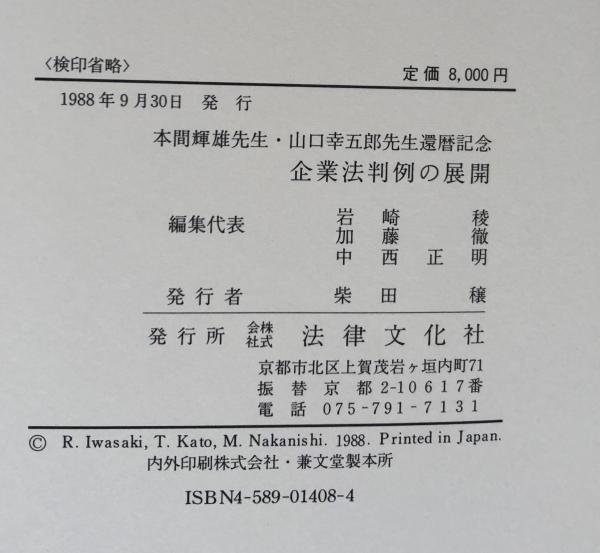 〈検印省略〉 定価 8,000円
1988年9月30日 発行
本間輝雄先生・山口幸五郎先生還暦記念
企業法判例の展開
編集代表
岩崎稜
加藤徹
中西正明
発行者 柴田穣
発行所 株式会社 法律文化社
京都市北区上賀茂岩ヶ垣内町71
振替 京都 2-10617番
電話 075-791-7131
© R. Iwasaki, T. Kato, M. Nakanishi. 1988. Printed in Japan.
内外印刷株式会社・兼文堂製本所
ISBN4-589-01408-4